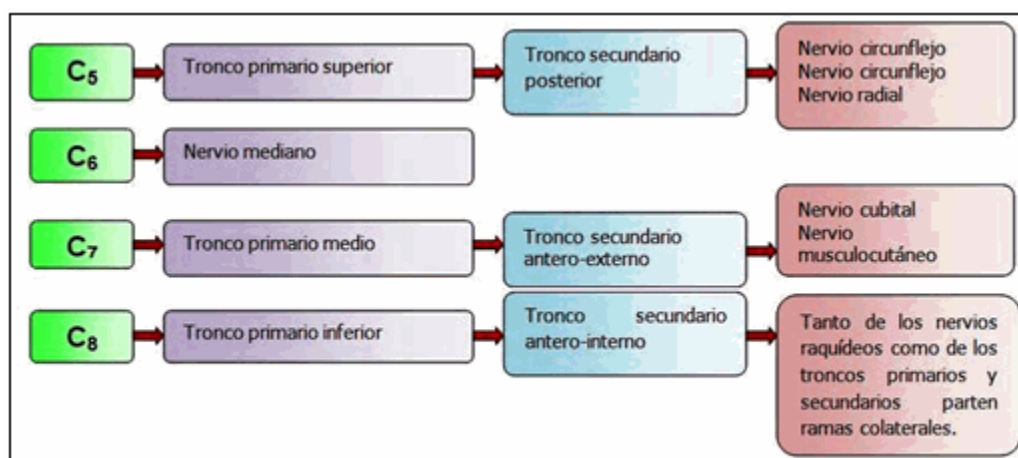 C5
Tronco primario superior
Tronco secundario
posterior
Nervio circunflejo
Nervio circunflejo
Nervio radial
C6
Nervio mediano
C7
Tronco primario medio
Tronco secundario
antero-externo
Nervio cubital
Nervio
musculocutáneo
C8
Tronco primario inferior
Tronco secundario
antero-interno
Tanto de los nervios
raquídeos como de los
troncos primarios y
secundarios parten
ramas colaterales.